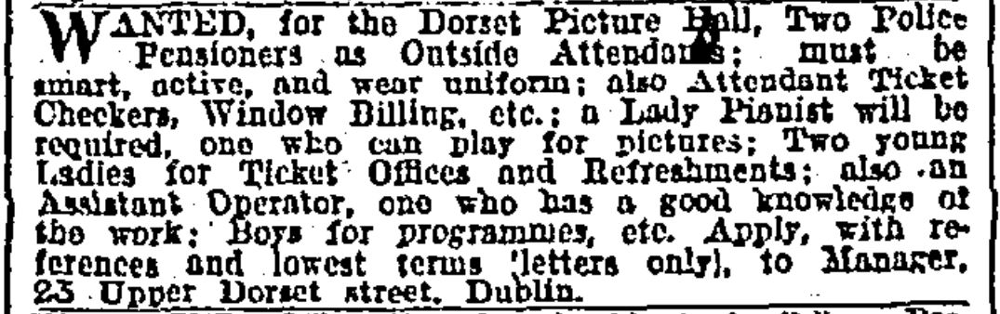 WANTED, for the Dorset Picture Hall, Two Police
Pensioners as Outside Attendants; must be
smart, active, and wear uniform; also Attendant Ticket
Checkers, Window Billing, etc.; a Lady Pianist will be
required, one who can play for pictures; Two young
Ladies for Ticket Offices and Refreshments; also an
Assistant Operator, one who has a good knowledge of
the work; Boys for programmes, etc. Apply, with re-
ferences and lowest terms (letters only), to Manager,
23 Upper Dorset street, Dublin.